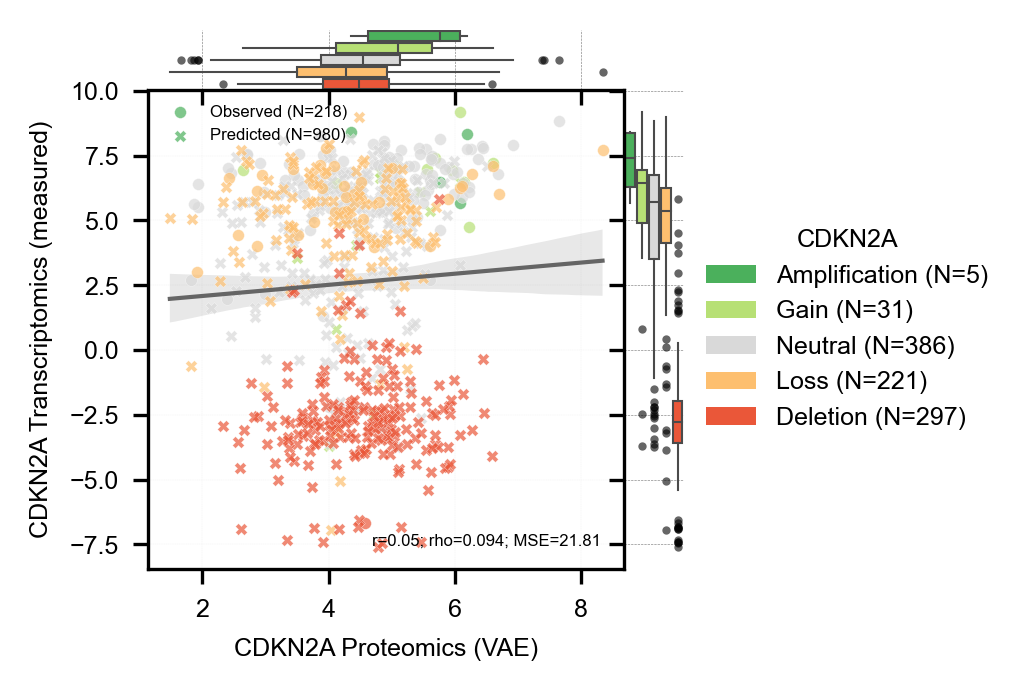 Observed (N=218)
Predicted (N=980)
10.0
7.5
5.0
2.5
0.0
−2.5
−5.0
−7.5
CDKN2A Transcriptomics (measured)
r=0.05; rho=0.094; MSE=21.81
2
4
6
8
CDKN2A Proteomics (VAE)
CDKN2A
Amplification (N=5)
Gain (N=31)
Neutral (N=386)
Loss (N=221)
Deletion (N=297)